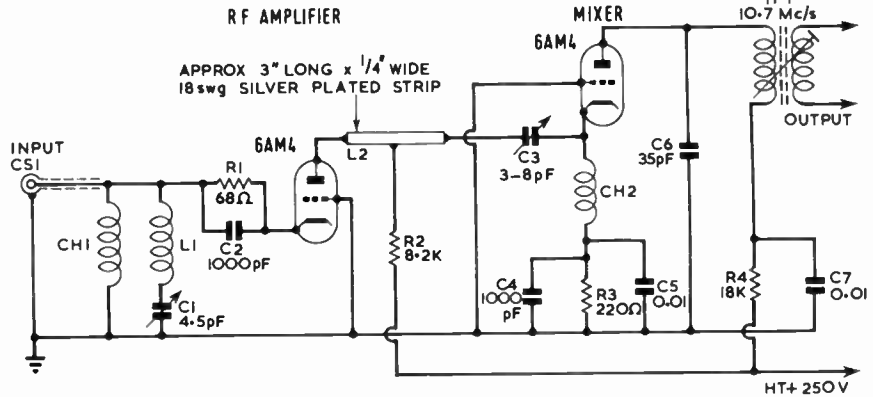 RF AMPLIFIER
MIXER
6AM4
10·7 Mc/s
APPROX 3" LONG x 1/4" WIDE
18swg SILVER PLATED STRIP
6AM4
L2
INPUT
CS1
R1
68Ω
C2
1000pF
CH1
L1
C1
4·5pF
R2
8·2K
C3
3-8pF
CH2
C4
1000
pF
R3
220Ω
C5
0·01
C6
35pF
OUTPUT
R4
18K
C7
0·01
HT+ 250V